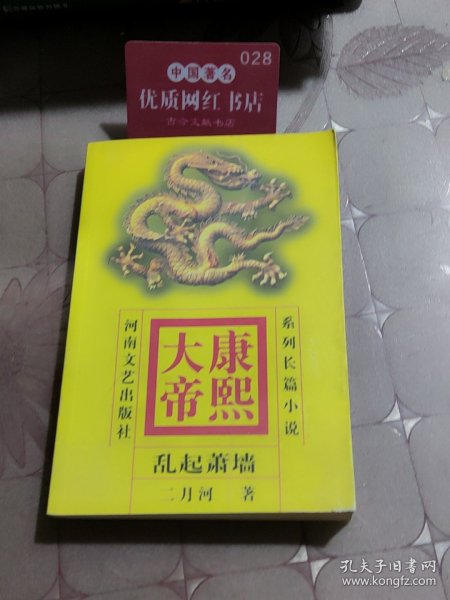 028
中国著名
优质网红书店
古今文献书店
系列长篇小说
康熙
大帝
河南文艺出版社
乱起萧墙
二月河 著
孔夫子旧书网
www.kongfz.com